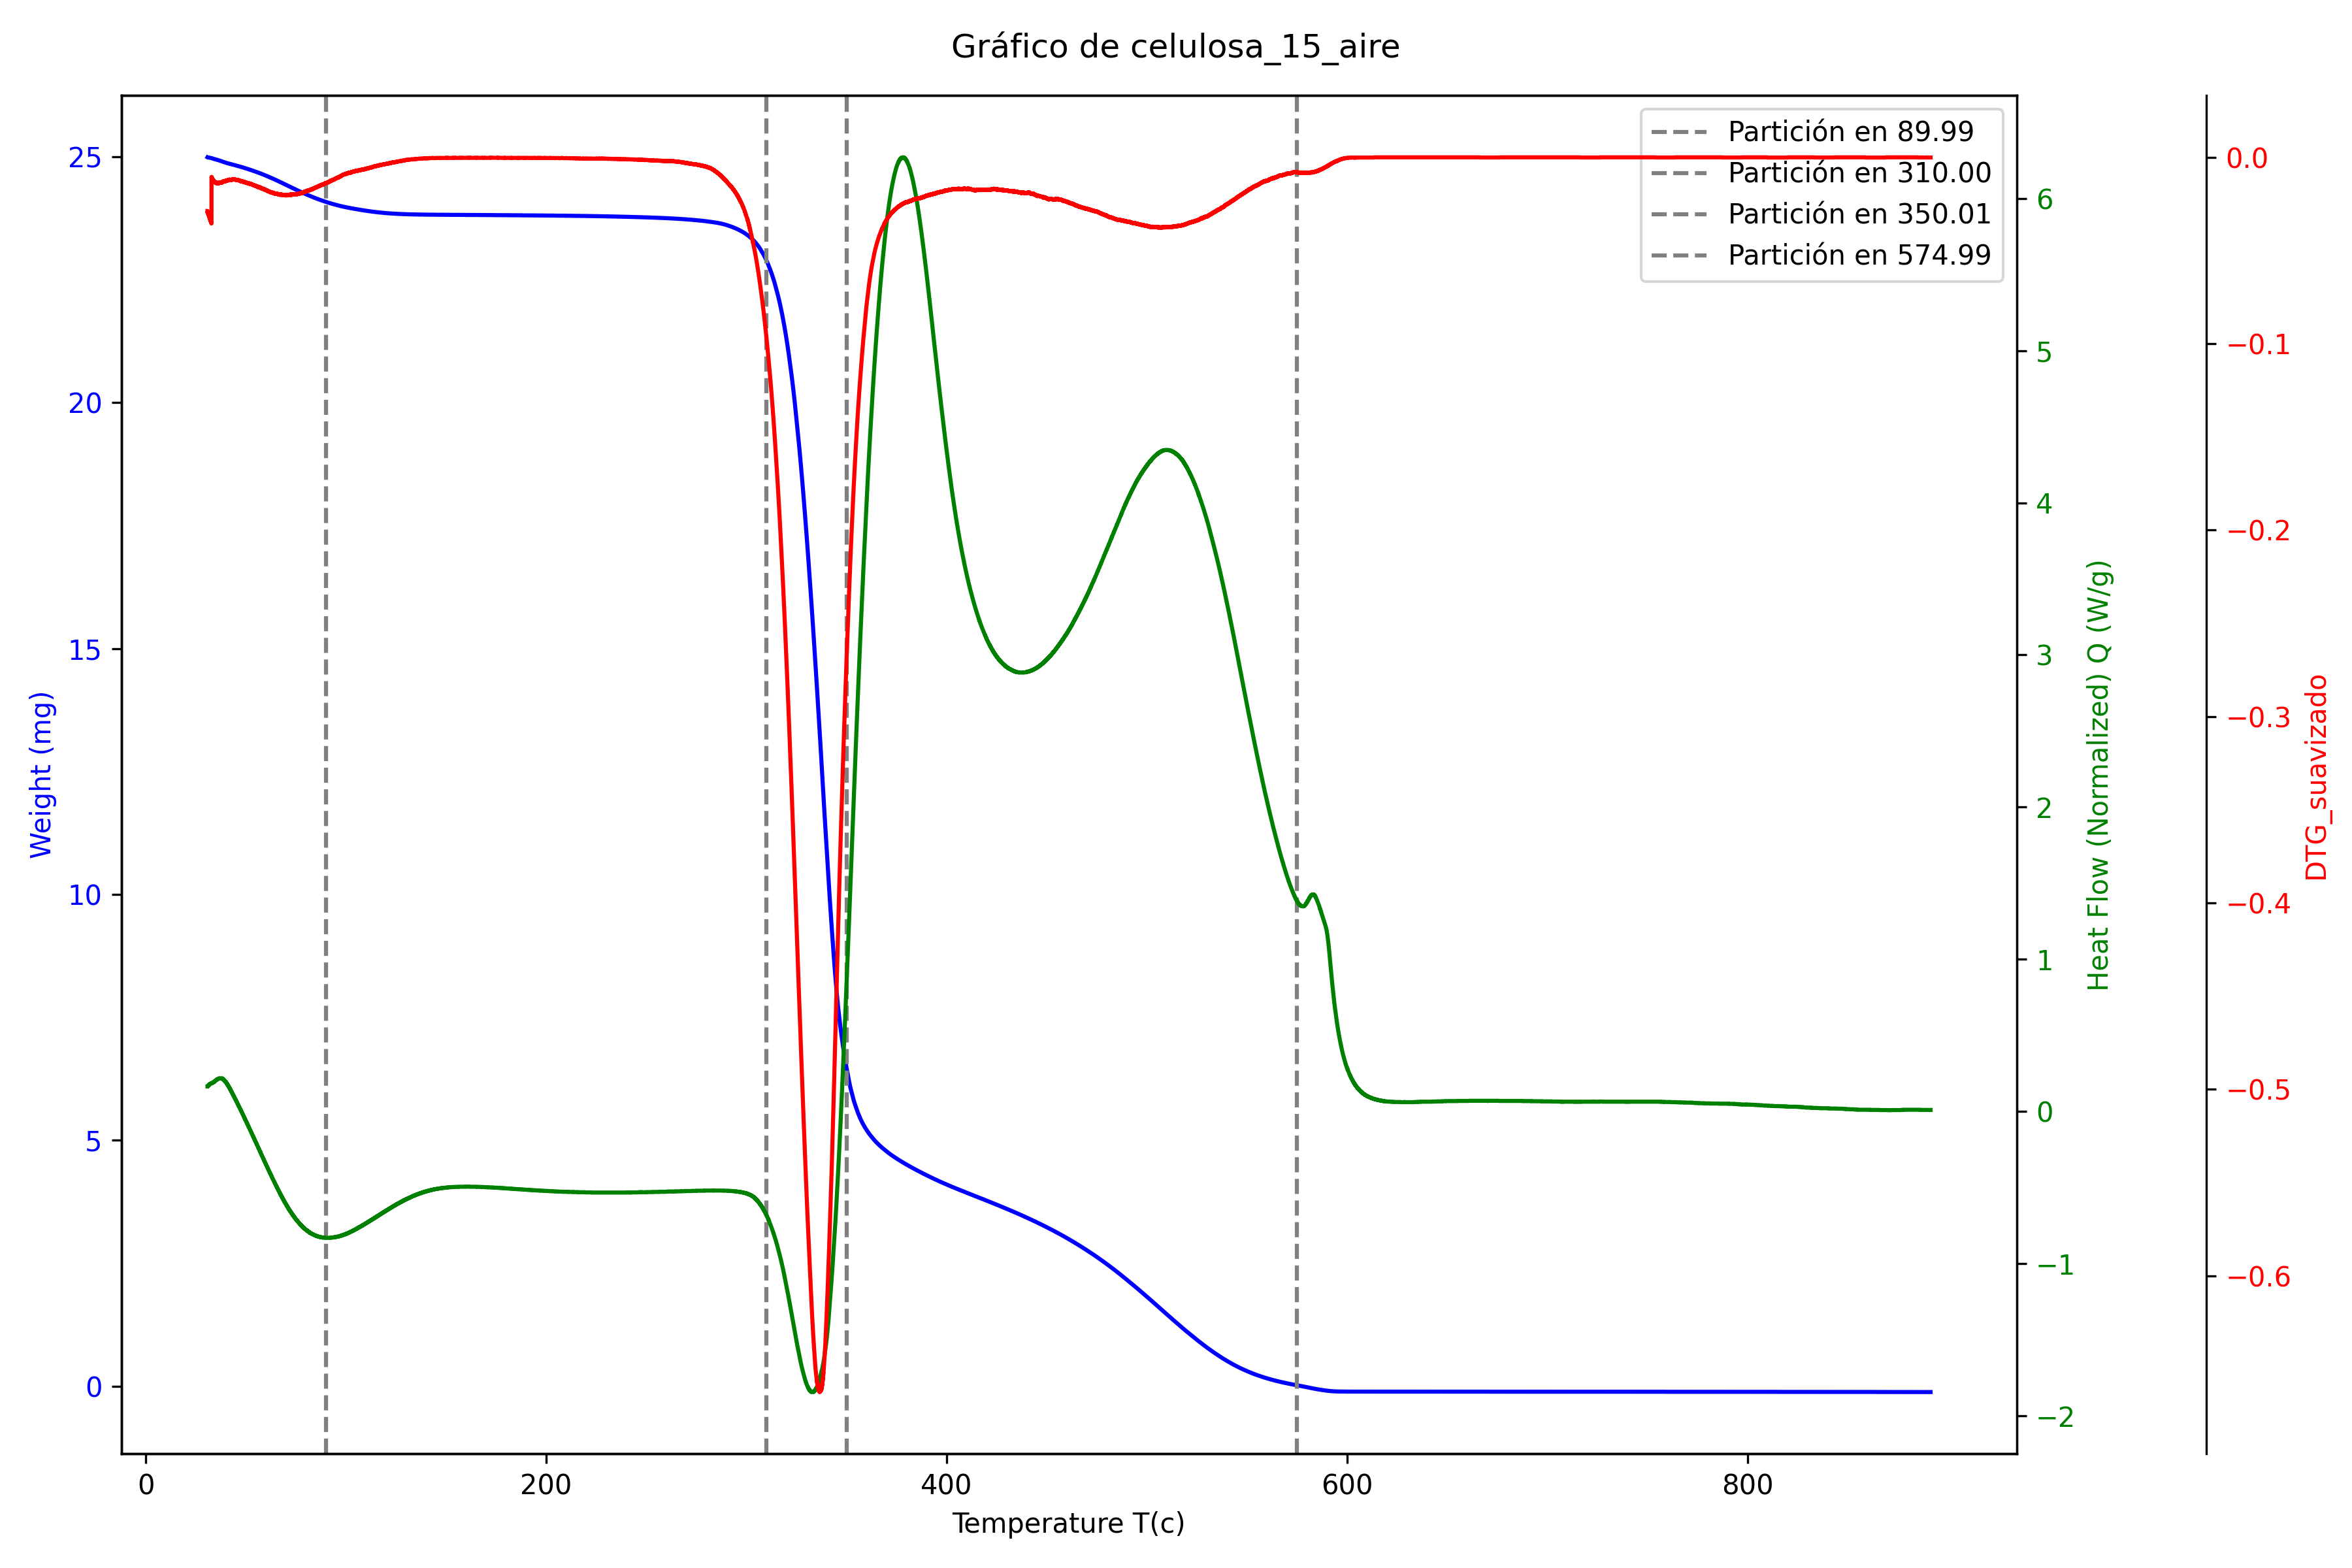 Gráfico de celulosa_15_aire
Partición en 89.99
Partición en 310.00
Partición en 350.01
Partición en 574.99
25
20
15
10
5
0
Weight (mg)
6
5
4
3
2
1
0
−1
−2
Heat Flow (Normalized) Q (W/g)
0.0
−0.1
−0.2
−0.3
−0.4
−0.5
−0.6
DTG_suavizado
0 200 400 600 800
Temperature T(c)